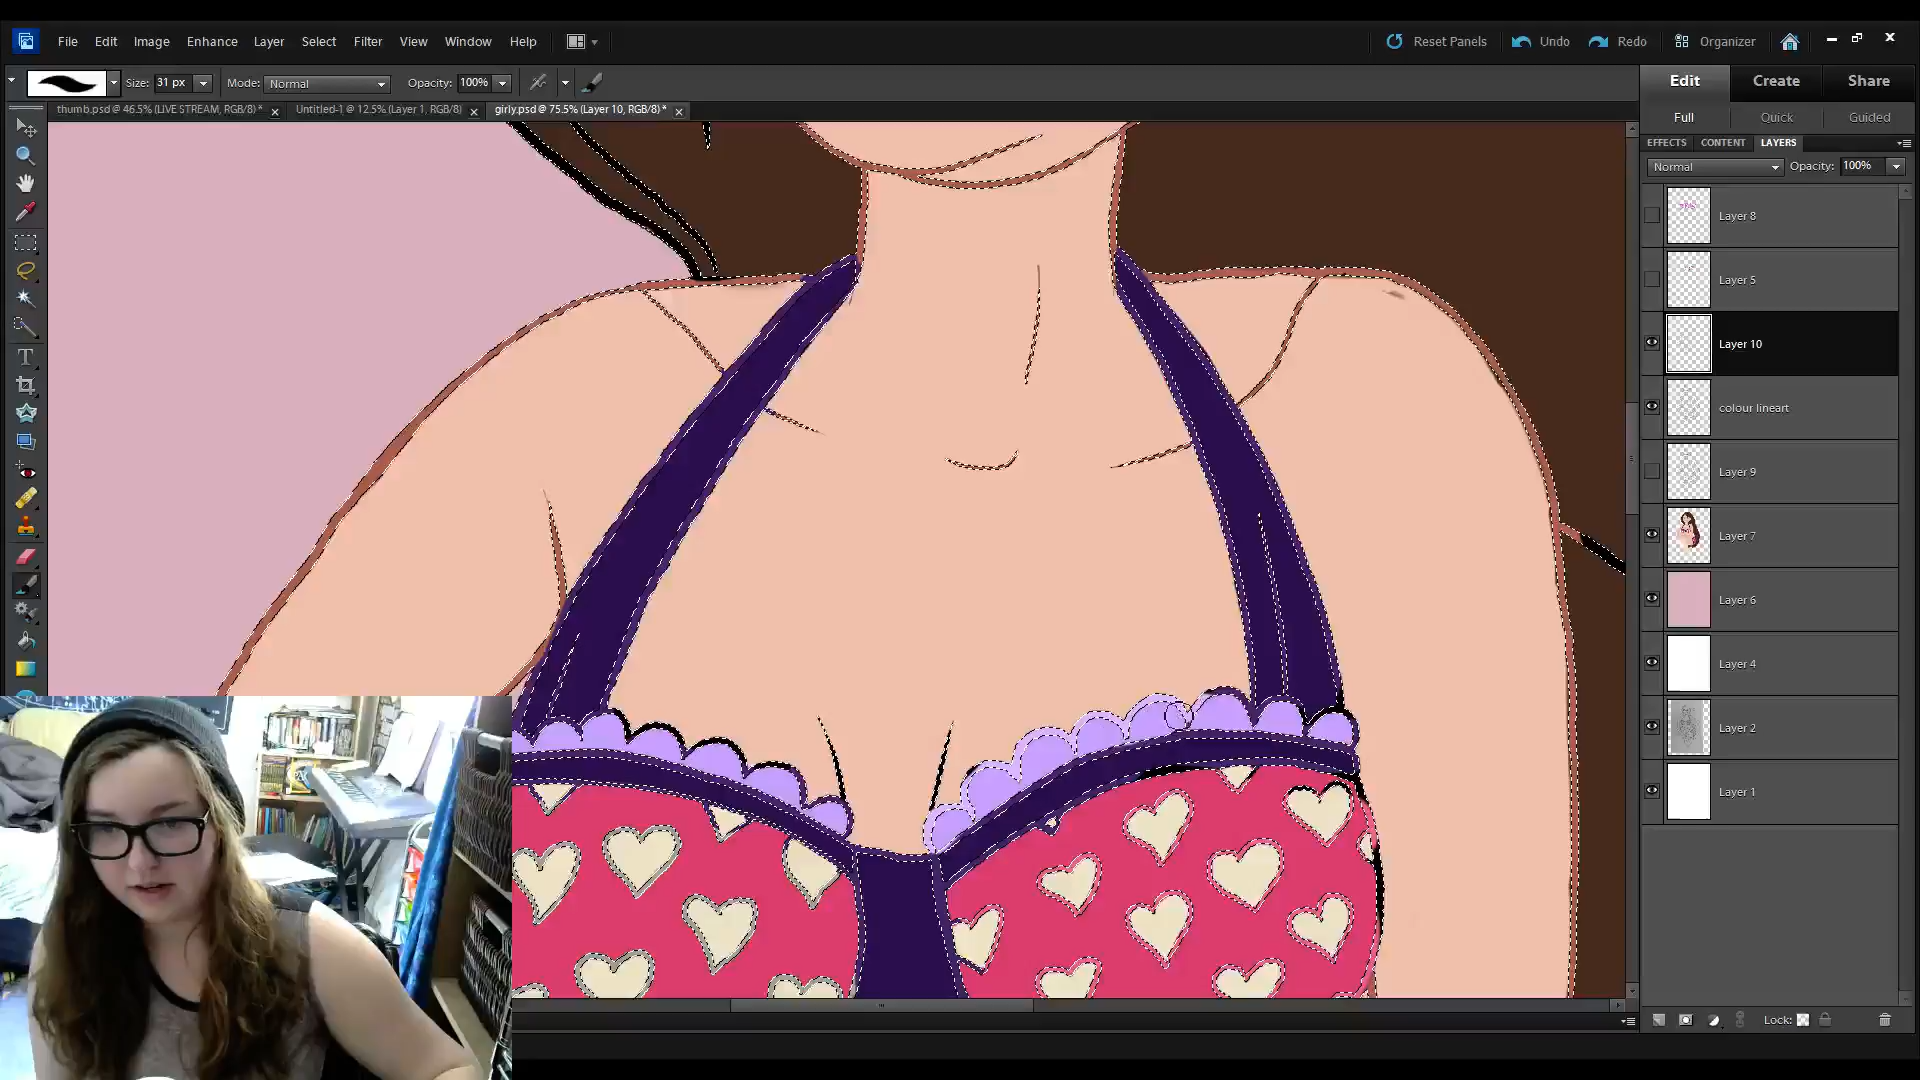 File Edit Image Enhance Layer Select Filter View Window Help Reset Panels Undo Redo Organizer
Size: 31 px Mode: Normal Opacity: 100%
Edit Create Share
thumb.psd @ 46.5% (LIVE STREAM, RGB/8) * Untitled-1 @ 12.5% (Layer 1, RGB/8) girly.psd @ 75.5% (Layer 10, RGB/8) *
Full Quick Guided
EFFECTS CONTENT LAYERS
Normal Opacity: 100%
Layer 8
Layer 5
Layer 10
colour lineart
Layer 9
Layer 7
Layer 6
Layer 4
Layer 2
Layer 1
Lock: